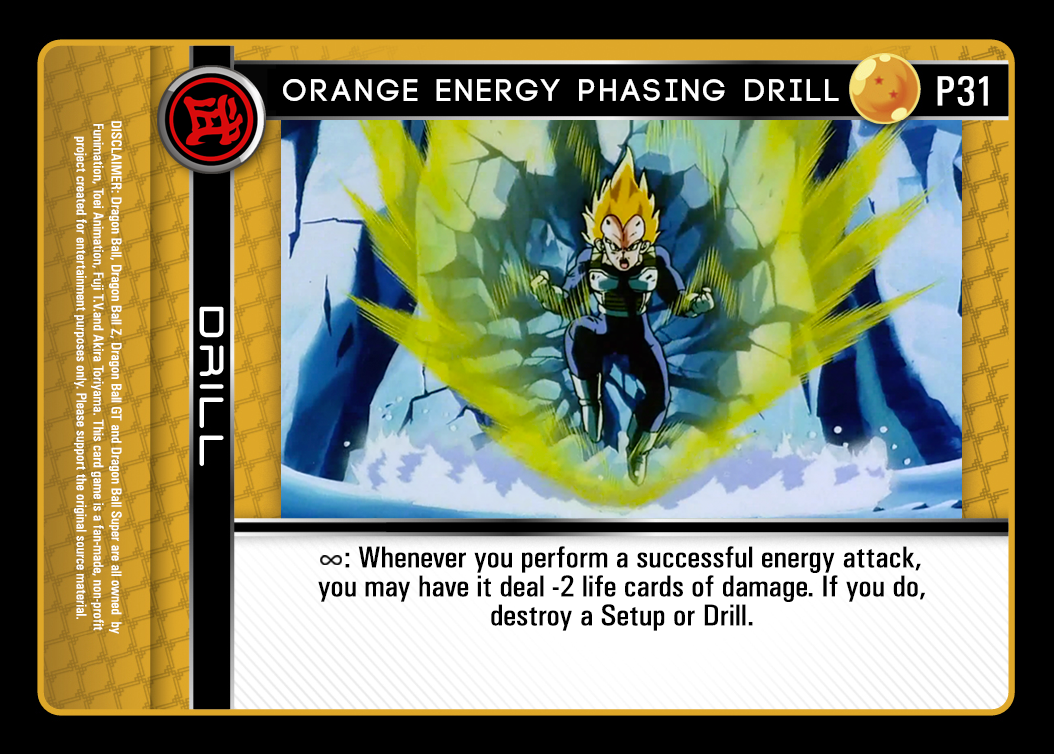 ORANGE ENERGY PHASING DRILL P31
DRILL
DISCLAIMER: Dragon Ball, Dragon Ball Z, Dragon Ball GT and Dragon Ball Super are all owned by
Funimation, Toei Animation, Fuji T.V.and Akira Toriyama. This card game is a fan-made, non-profit
project created for entertainment purposes only. Please support the original source material.
∞: Whenever you perform a successful energy attack,
you may have it deal -2 life cards of damage. If you do,
destroy a Setup or Drill.